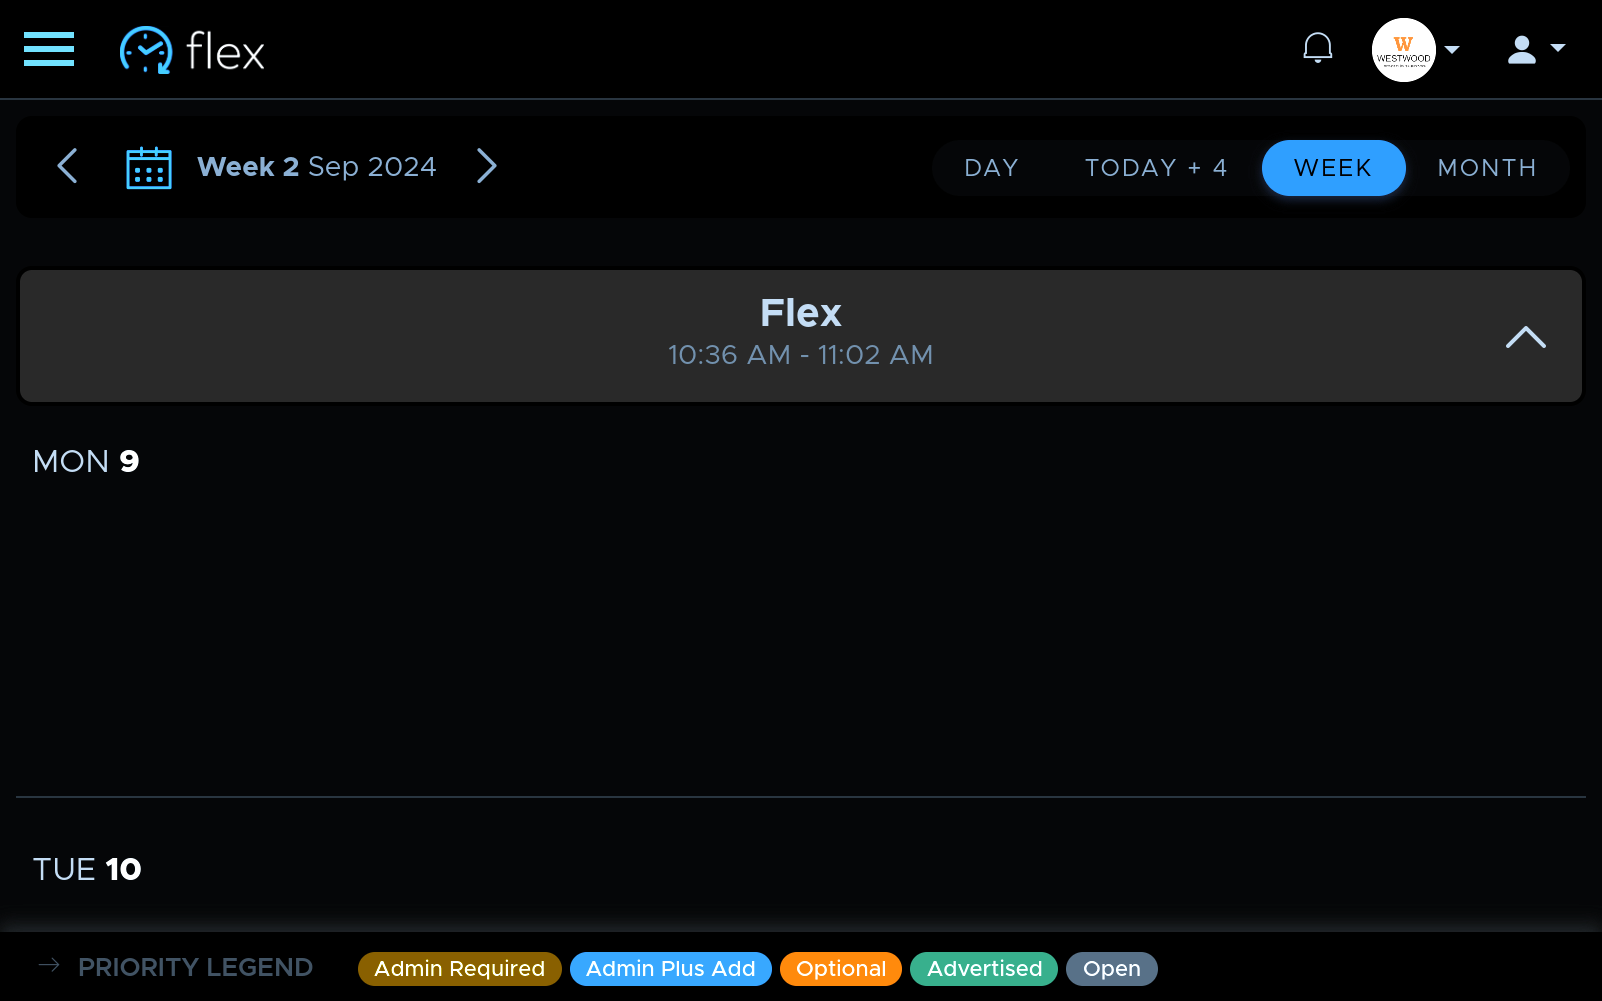 flex
W
WESTWOOD
Week 2 Sep 2024
DAY
TODAY + 4
WEEK
MONTH
Flex
10:36 AM - 11:02 AM
MON 9
TUE 10
PRIORITY LEGEND
Admin Required
Admin Plus Add
Optional
Advertised
Open